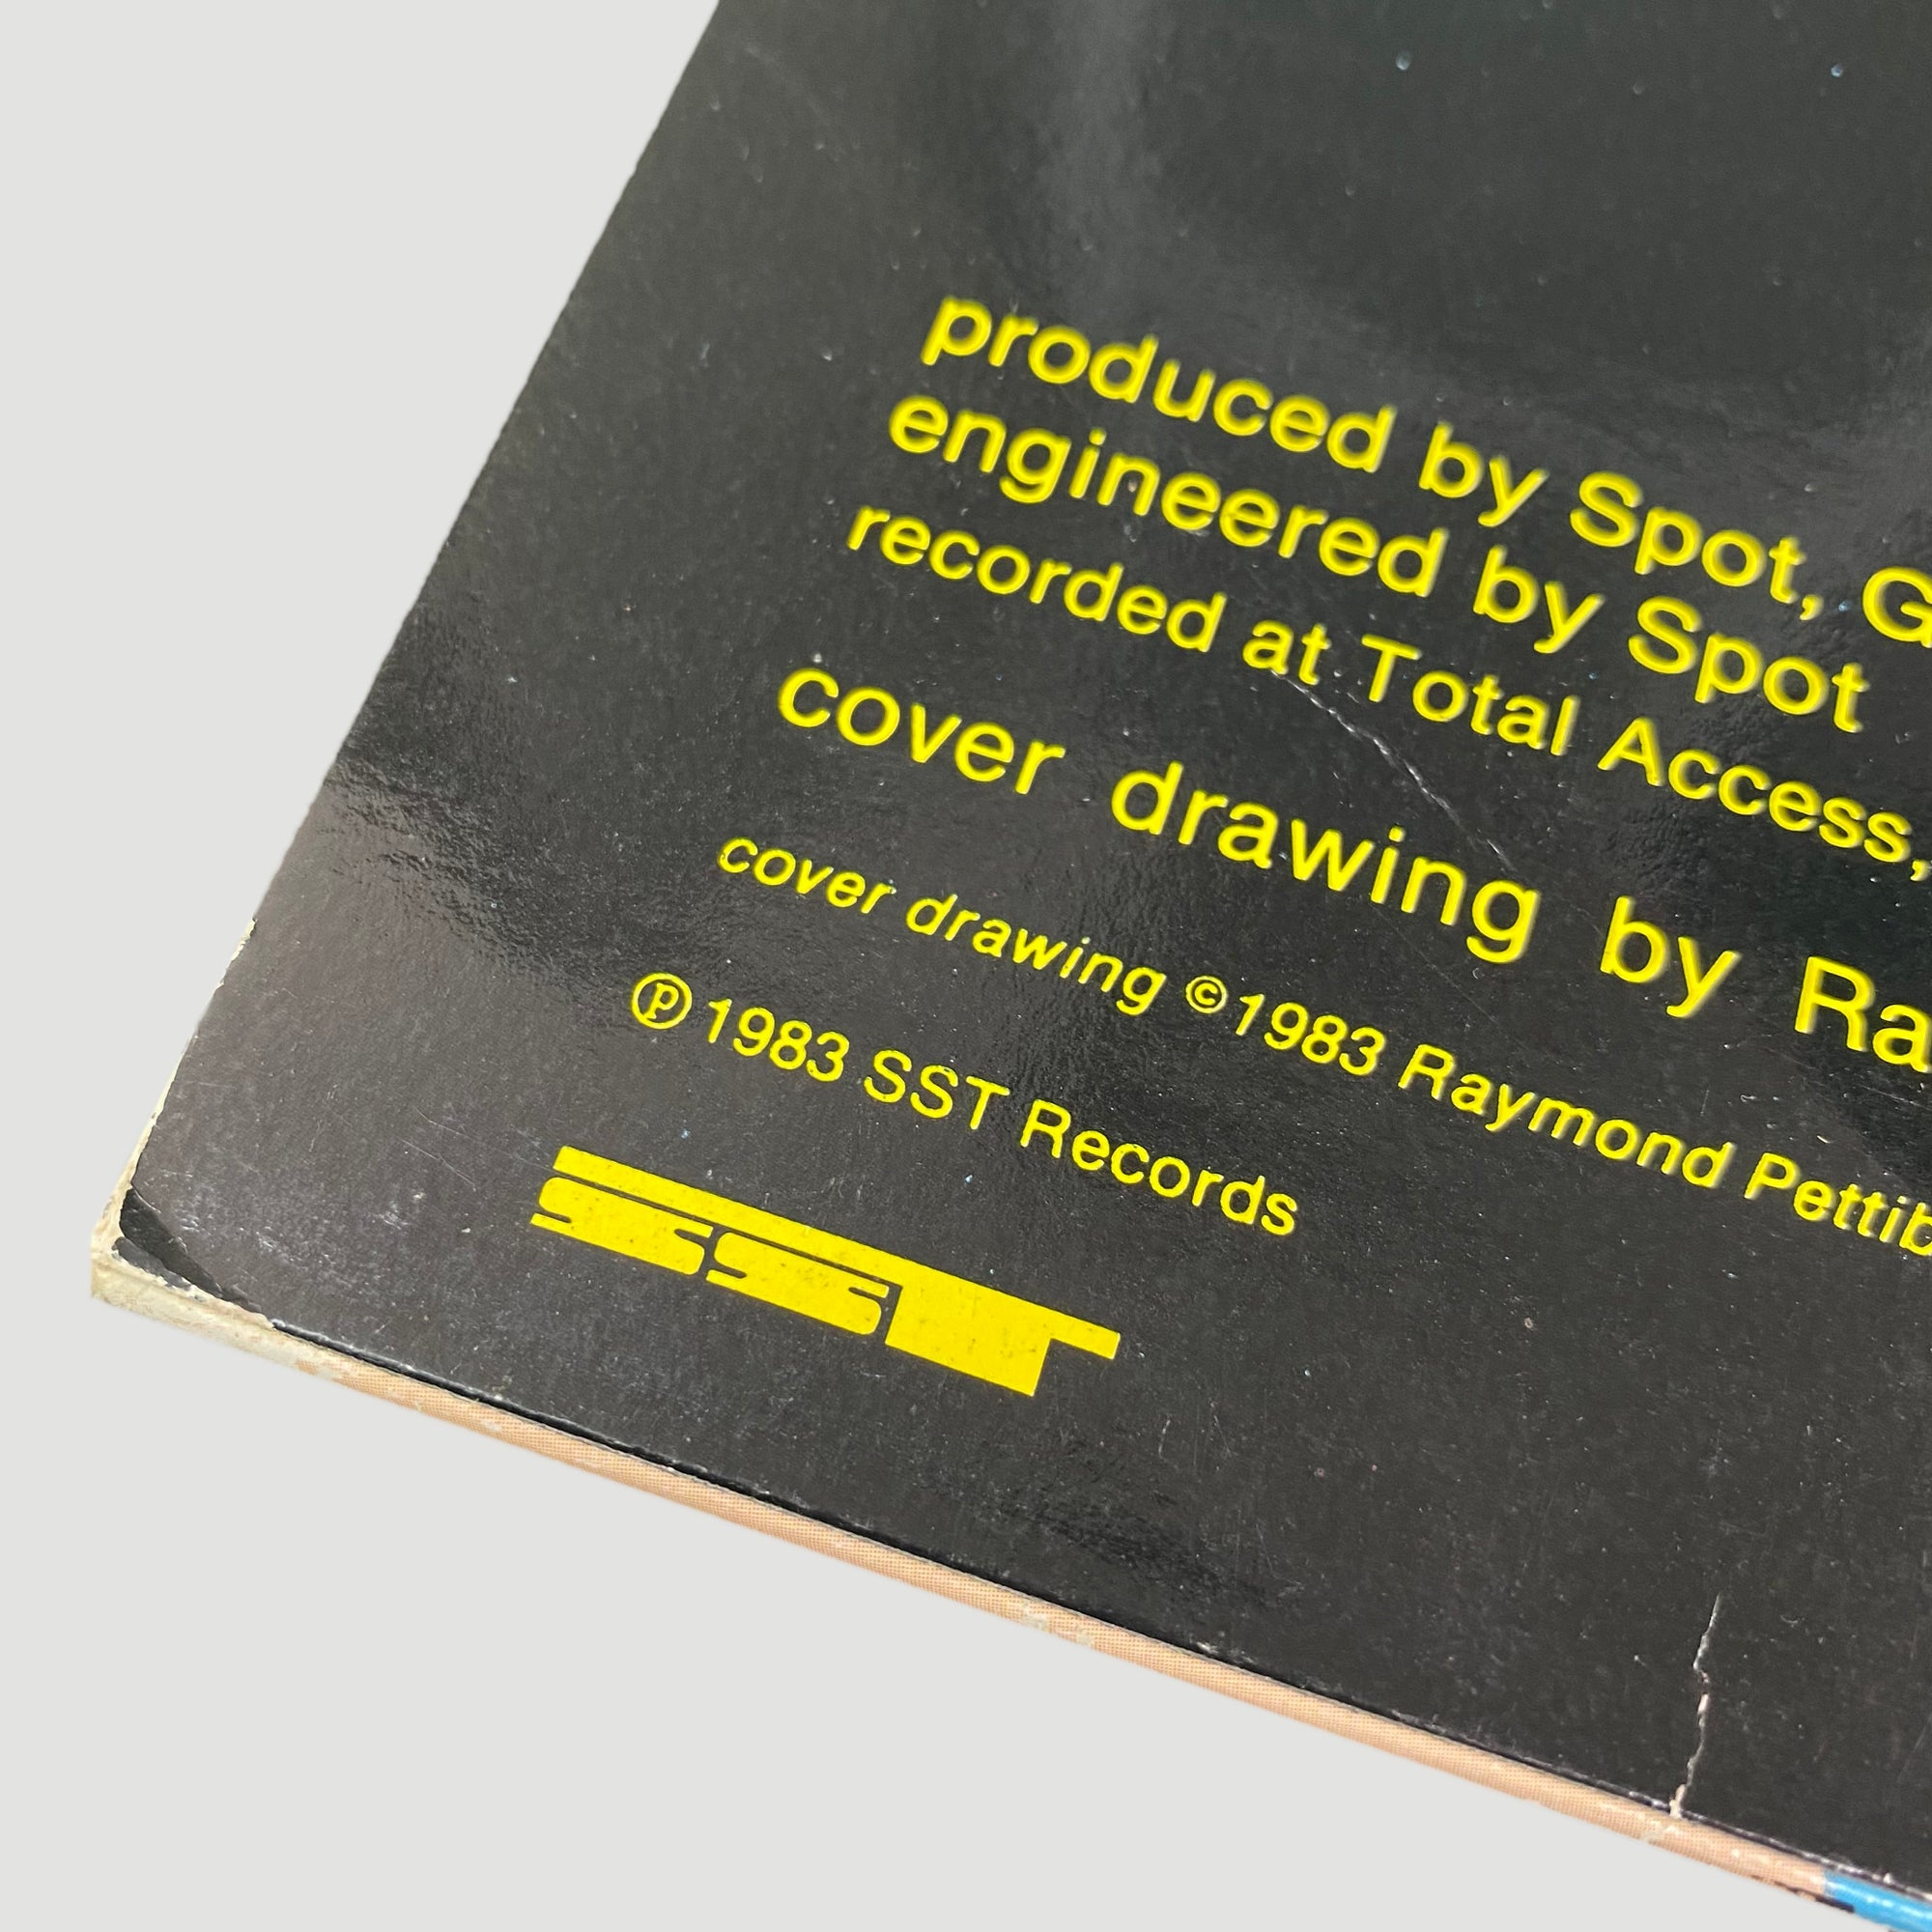 produced by Spot, G
engineered by Spot
recorded at Total Access,
cover drawing by Ra
cover drawing ©1983 Raymond Pettib
℗ 1983 SST Records
SST